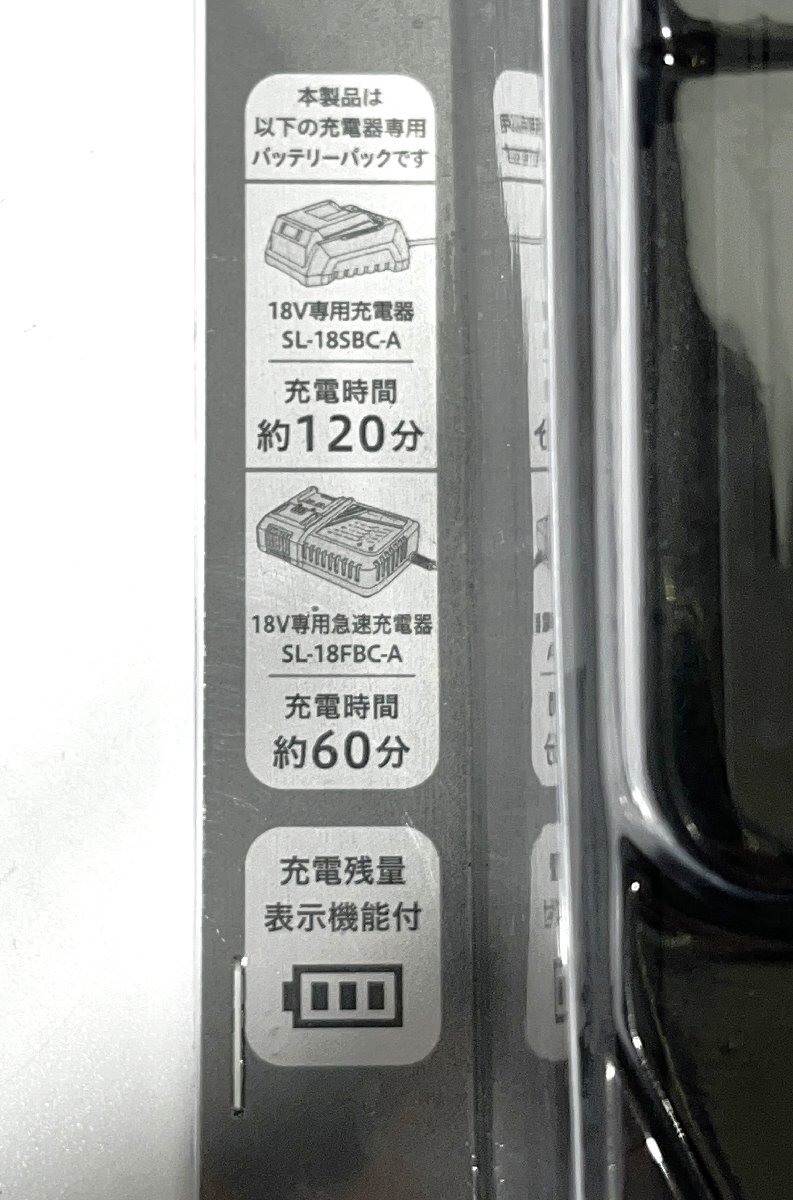 本製品は
以下の充電器専用
バッテリーパックです
18V専用充電器
SL-18SBC-A
充電時間
約120分
18V専用急速充電器
SL-18FBC-A
充電時間
約60分
充電残量
表示機能付